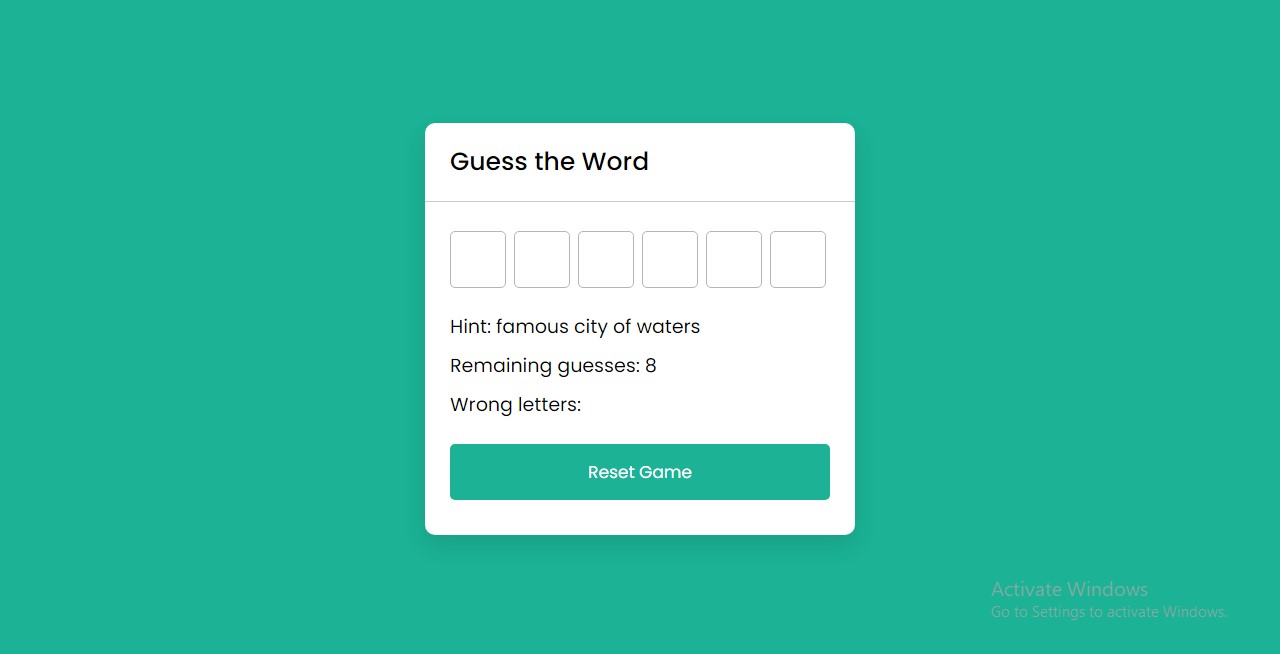 Guess the Word
Hint: famous city of waters
Remaining guesses: 8
Wrong letters:
Reset Game
Activate Windows
Go to Settings to activate Windows.